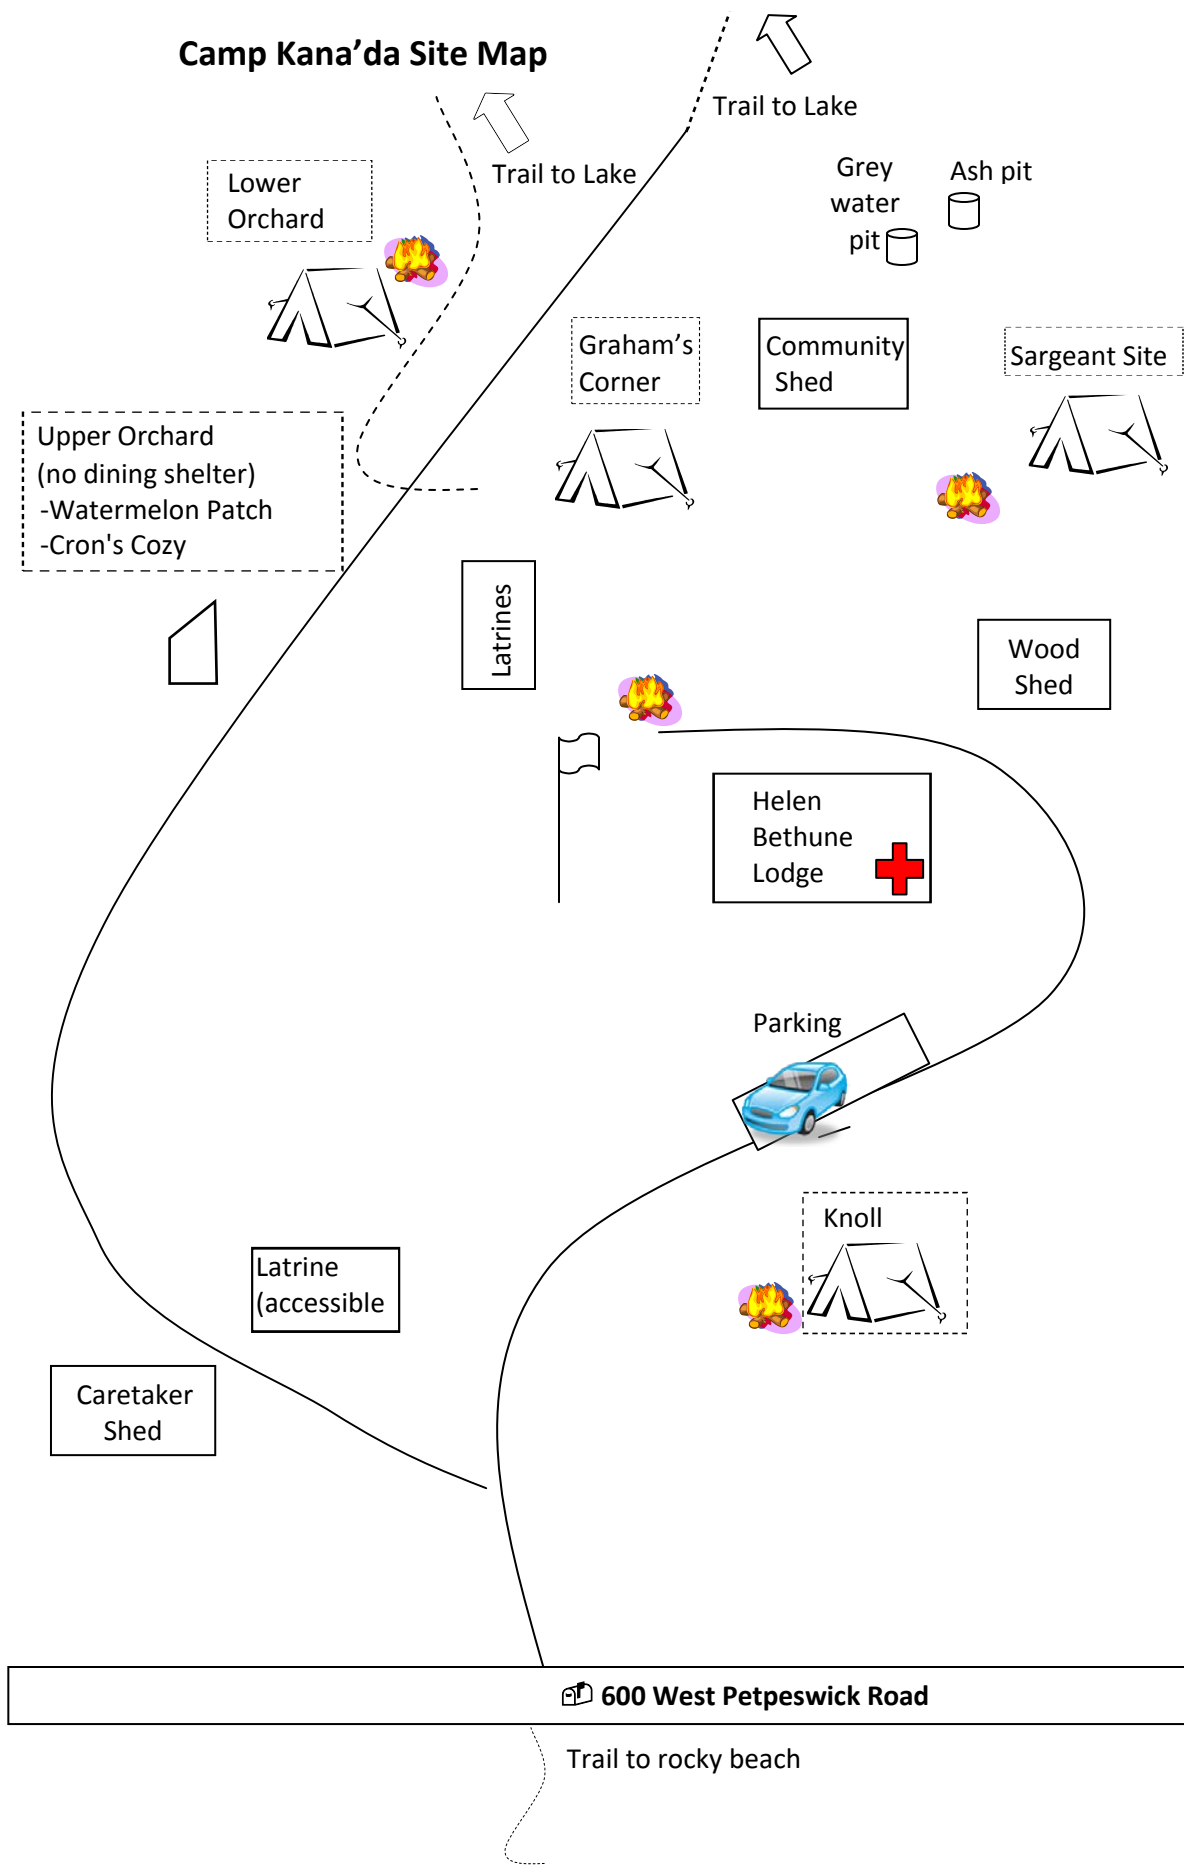 Camp Kana’da Site Map
Trail to Lake
Trail to Lake
Lower
Orchard
Grey
water
pit
Ash pit
Graham’s
Corner
Community
Shed
Sargeant Site
Upper Orchard
(no dining shelter)
-Watermelon Patch
-Cron's Cozy
Latrines
Wood
Shed
Helen
Bethune
Lodge
Parking
Knoll
Latrine
(accessible
Caretaker
Shed
600 West Petpeswick Road
Trail to rocky beach